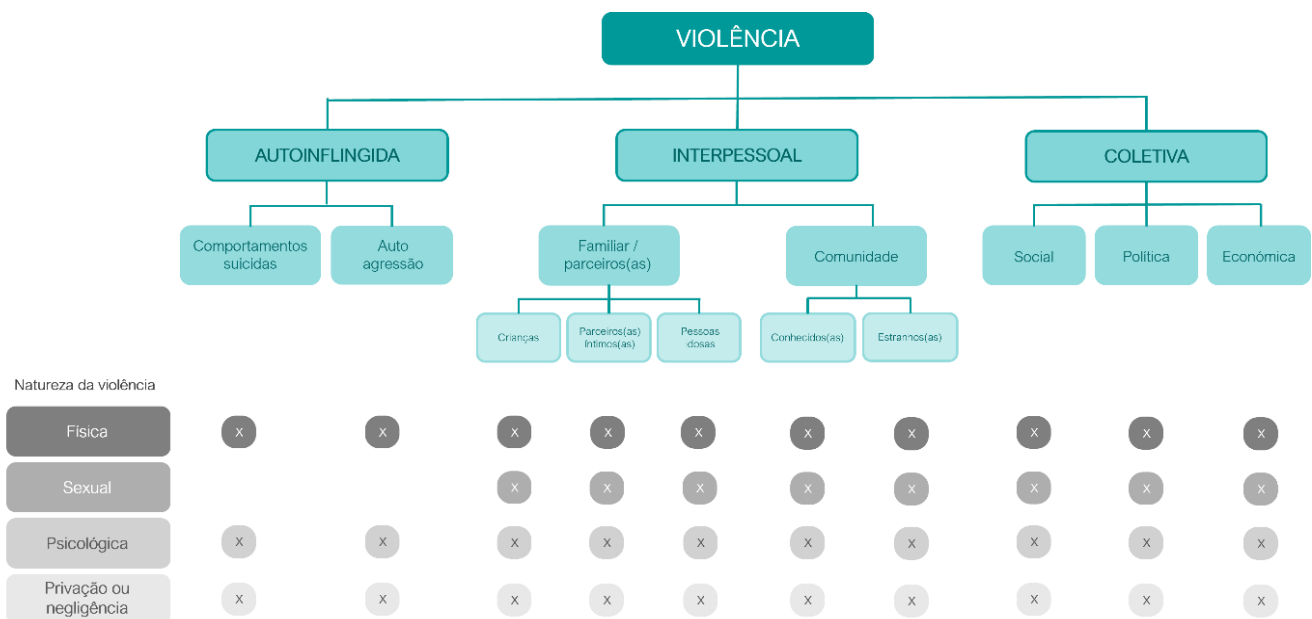 VIOLÊNCIA
AUTOINFLINGIDA
INTERPESSOAL
COLETIVA
Comportamentos
suicidas
Auto
agressão
Familiar /
parceiros(as)
Comunidade
Social
Política
Económica
Crianças
Parceiros(as)
íntimos(as)
Pessoas
dosas
Conhecidos(as)
Estranhos(as)
Natureza da violência
Física
X X X X X X X X X X
Sexual
X X X X X X X X
Psicológica
X X X X X X X X X X
Privação ou
negligência
X X X X X X X X X X